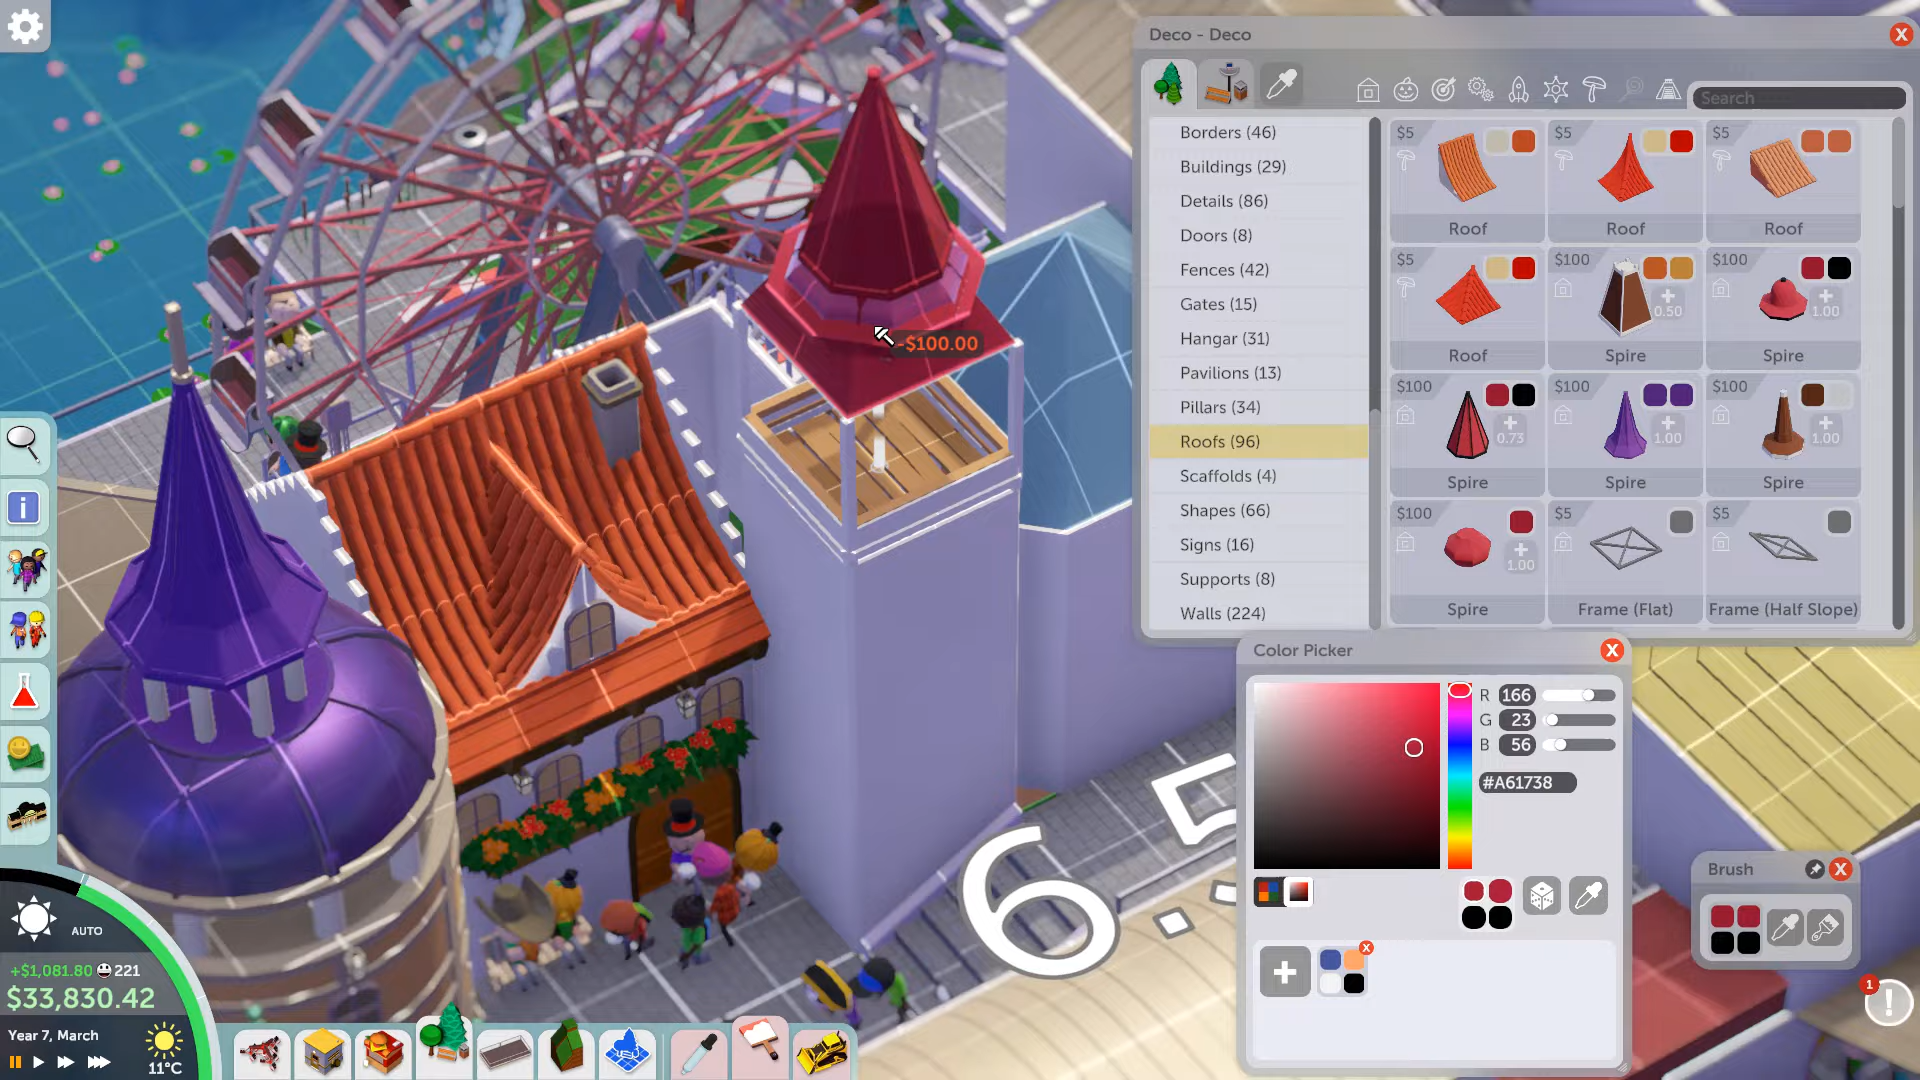 Deco - Deco
Search
Borders (46)
Buildings (29)
Details (86)
Doors (8)
Fences (42)
Gates (15)
Hangar (31)
Pavilions (13)
Pillars (34)
Roofs (96)
Scaffolds (4)
Shapes (66)
Signs (16)
Supports (8)
Walls (224)
$5 $5 $5
Roof Roof Roof
$5 $100 $100
0.50 1.00
Roof Spire Spire
$100 $100 $100
0.73 1.00 1.00
Spire Spire Spire
$100 $5 $5
1.00
Spire Frame (Flat) Frame (Half Slope)
-$100.00
Color Picker
R 166
G 23
B 56
#A61738
Brush
1
!
i
6.5
AUTO
+$1,081.80 221
$33,830.42
Year 7, March
11°C